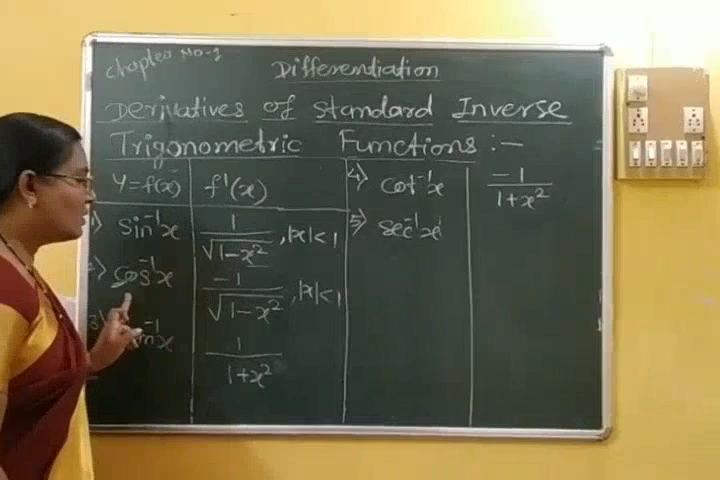 Chapter No-1
Differentiation
Derivatives of Standard Inverse
Trigonometric Functions :-
Y=f(x) f'(x)
1) sin⁻¹x 1/√(1-x²) , |x|<1
2) cos⁻¹x -1/√(1-x²) , |x|<1
1/(1+x²)
4) cot⁻¹x -1/(1+x²)
5) sec⁻¹x